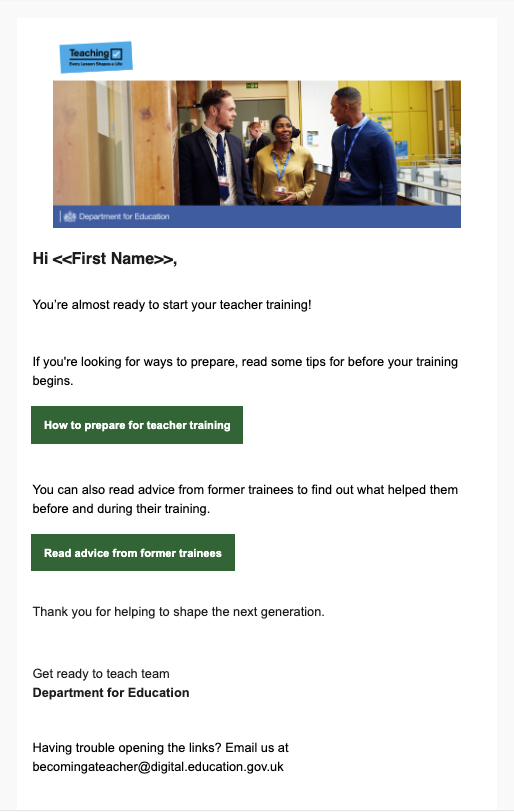 Teaching
Every Lesson Shapes a Life
Department for Education
Hi <<First Name>>,
You're almost ready to start your teacher training!
If you're looking for ways to prepare, read some tips for before your training
begins.
How to prepare for teacher training
You can also read advice from former trainees to find out what helped them
before and during their training.
Read advice from former trainees
Thank you for helping to shape the next generation.
Get ready to teach team
Department for Education
Having trouble opening the links? Email us at
becomingateacher@digital.education.gov.uk